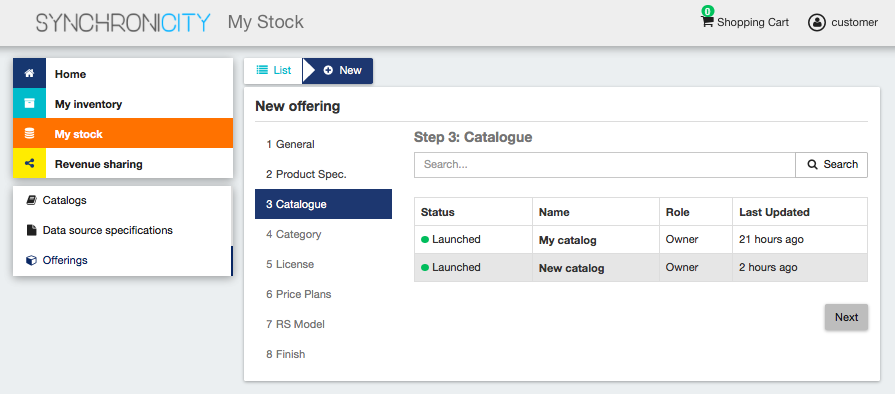 SYNCHRONICITY My Stock
0
Shopping Cart
customer
Home
My inventory
My stock
Revenue sharing
Catalogs
Data source specifications
Offerings
List
New
New offering
1 General
2 Product Spec.
3 Catalogue
4 Category
5 License
6 Price Plans
7 RS Model
8 Finish
Step 3: Catalogue
Search... Search
Status Name Role Last Updated
Launched My catalog Owner 21 hours ago
Launched New catalog Owner 2 hours ago
Next